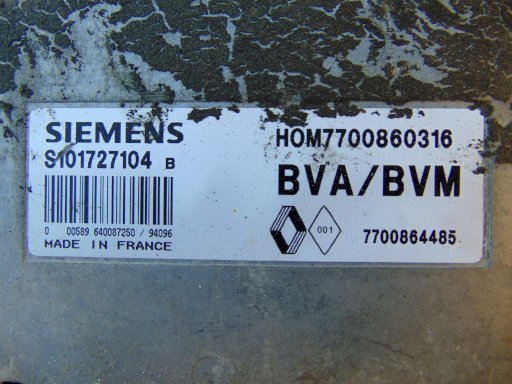 SIEMENS
S101727104 B
0 00589 640087250 / 94096
MADE IN FRANCE
HOM7700860316
BVA/BVM
001
7700864485